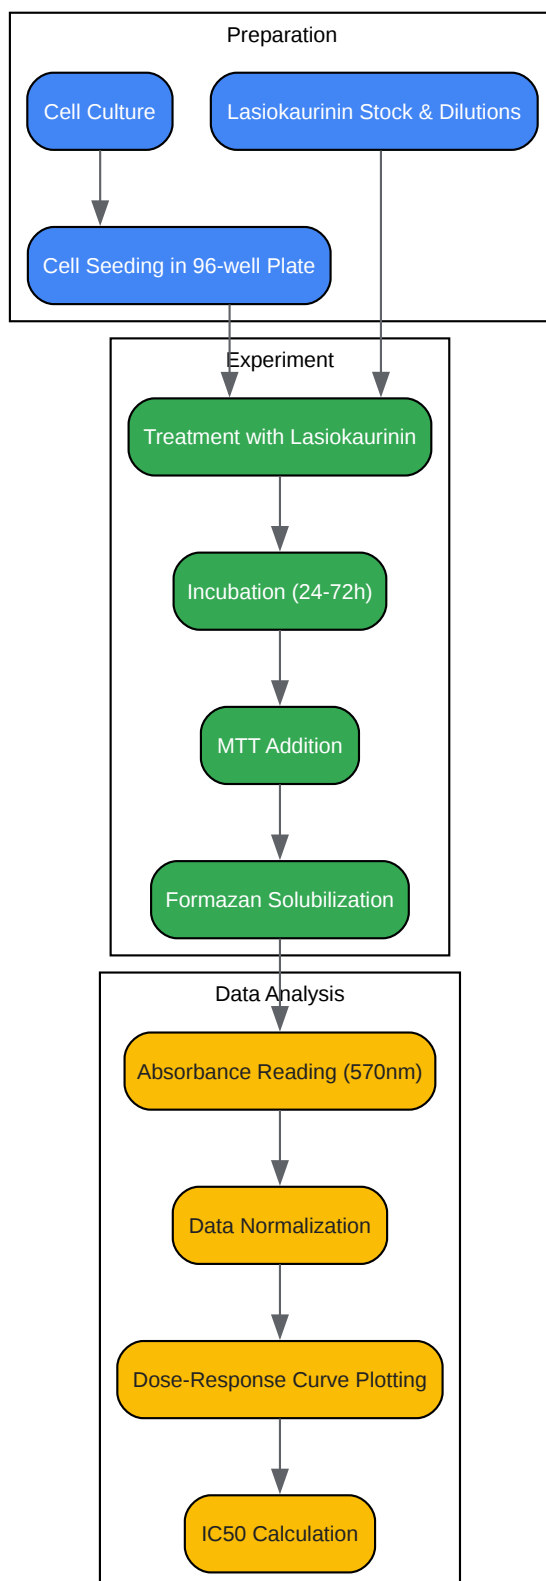 Preparation
Cell Culture
Lasiokaurinin Stock & Dilutions
Cell Seeding in 96-well Plate
Experiment
Treatment with Lasiokaurinin
Incubation (24-72h)
MTT Addition
Formazan Solubilization
Data Analysis
Absorbance Reading (570nm)
Data Normalization
Dose-Response Curve Plotting
IC50 Calculation